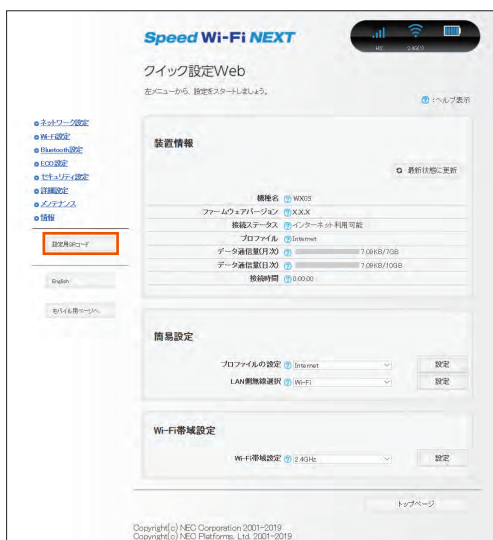 Speed Wi-Fi NEXT
HS 2.4G(1)
クイック設定Web
左メニューから、設定をスタートしましょう。
?:ヘルプ表示
ネットワーク設定
Wi-Fi設定
Bluetooth設定
ECO設定
セキュリティ設定
詳細設定
メンテナンス
情報
設定用QRコード
English
モバイル用ページへ
装置情報
最新状態に更新
機種名 ? WX05
ファームウェアバージョン ? X.X.X
接続ステータス ? インターネット利用可能
プロファイル ? Internet
データ通信量(月次) ? 7.09KB/7GB
データ通信量(日次) ? 7.09KB/10GB
接続時間 ? 0:00:00
簡易設定
プロファイルの設定 ? Internet 設定
LAN側無線選択 ? Wi-Fi 設定
Wi-Fi帯域設定
Wi-Fi帯域設定 ? 2.4GHz 設定
トップページ
Copyright(c) NEC Corporation 2001-2019
Copyright(c) NEC Platforms, Ltd. 2001-2019